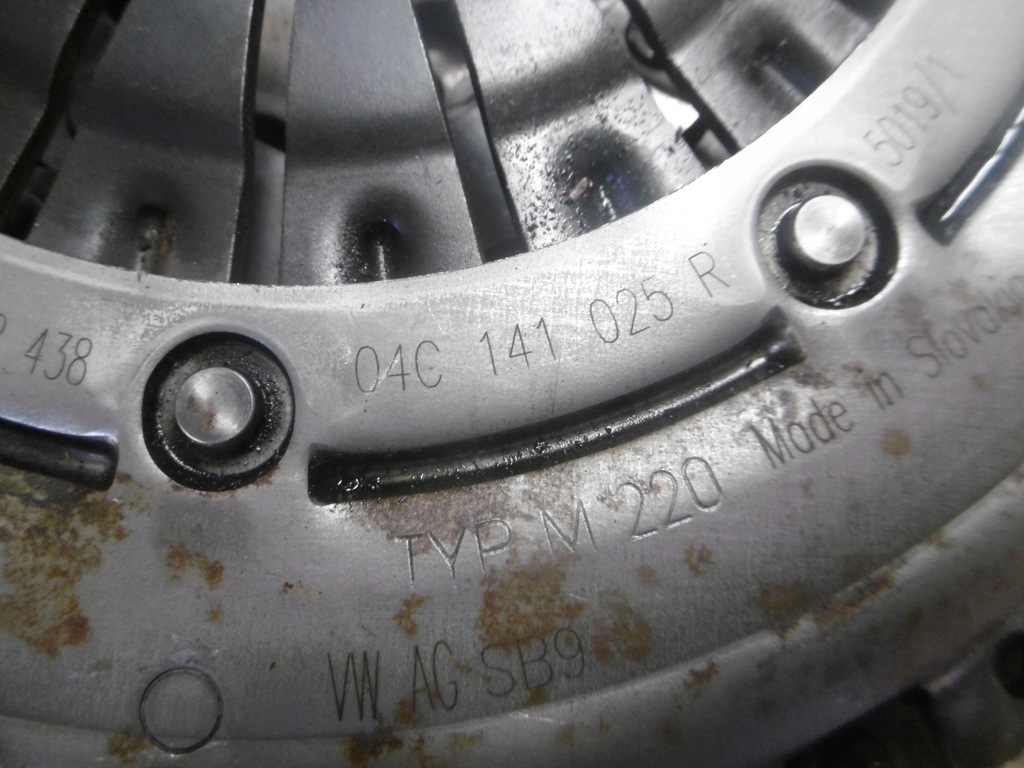 438
04C 141 025 R
5019/1
TYP M 220
Made in
VW AG SB9